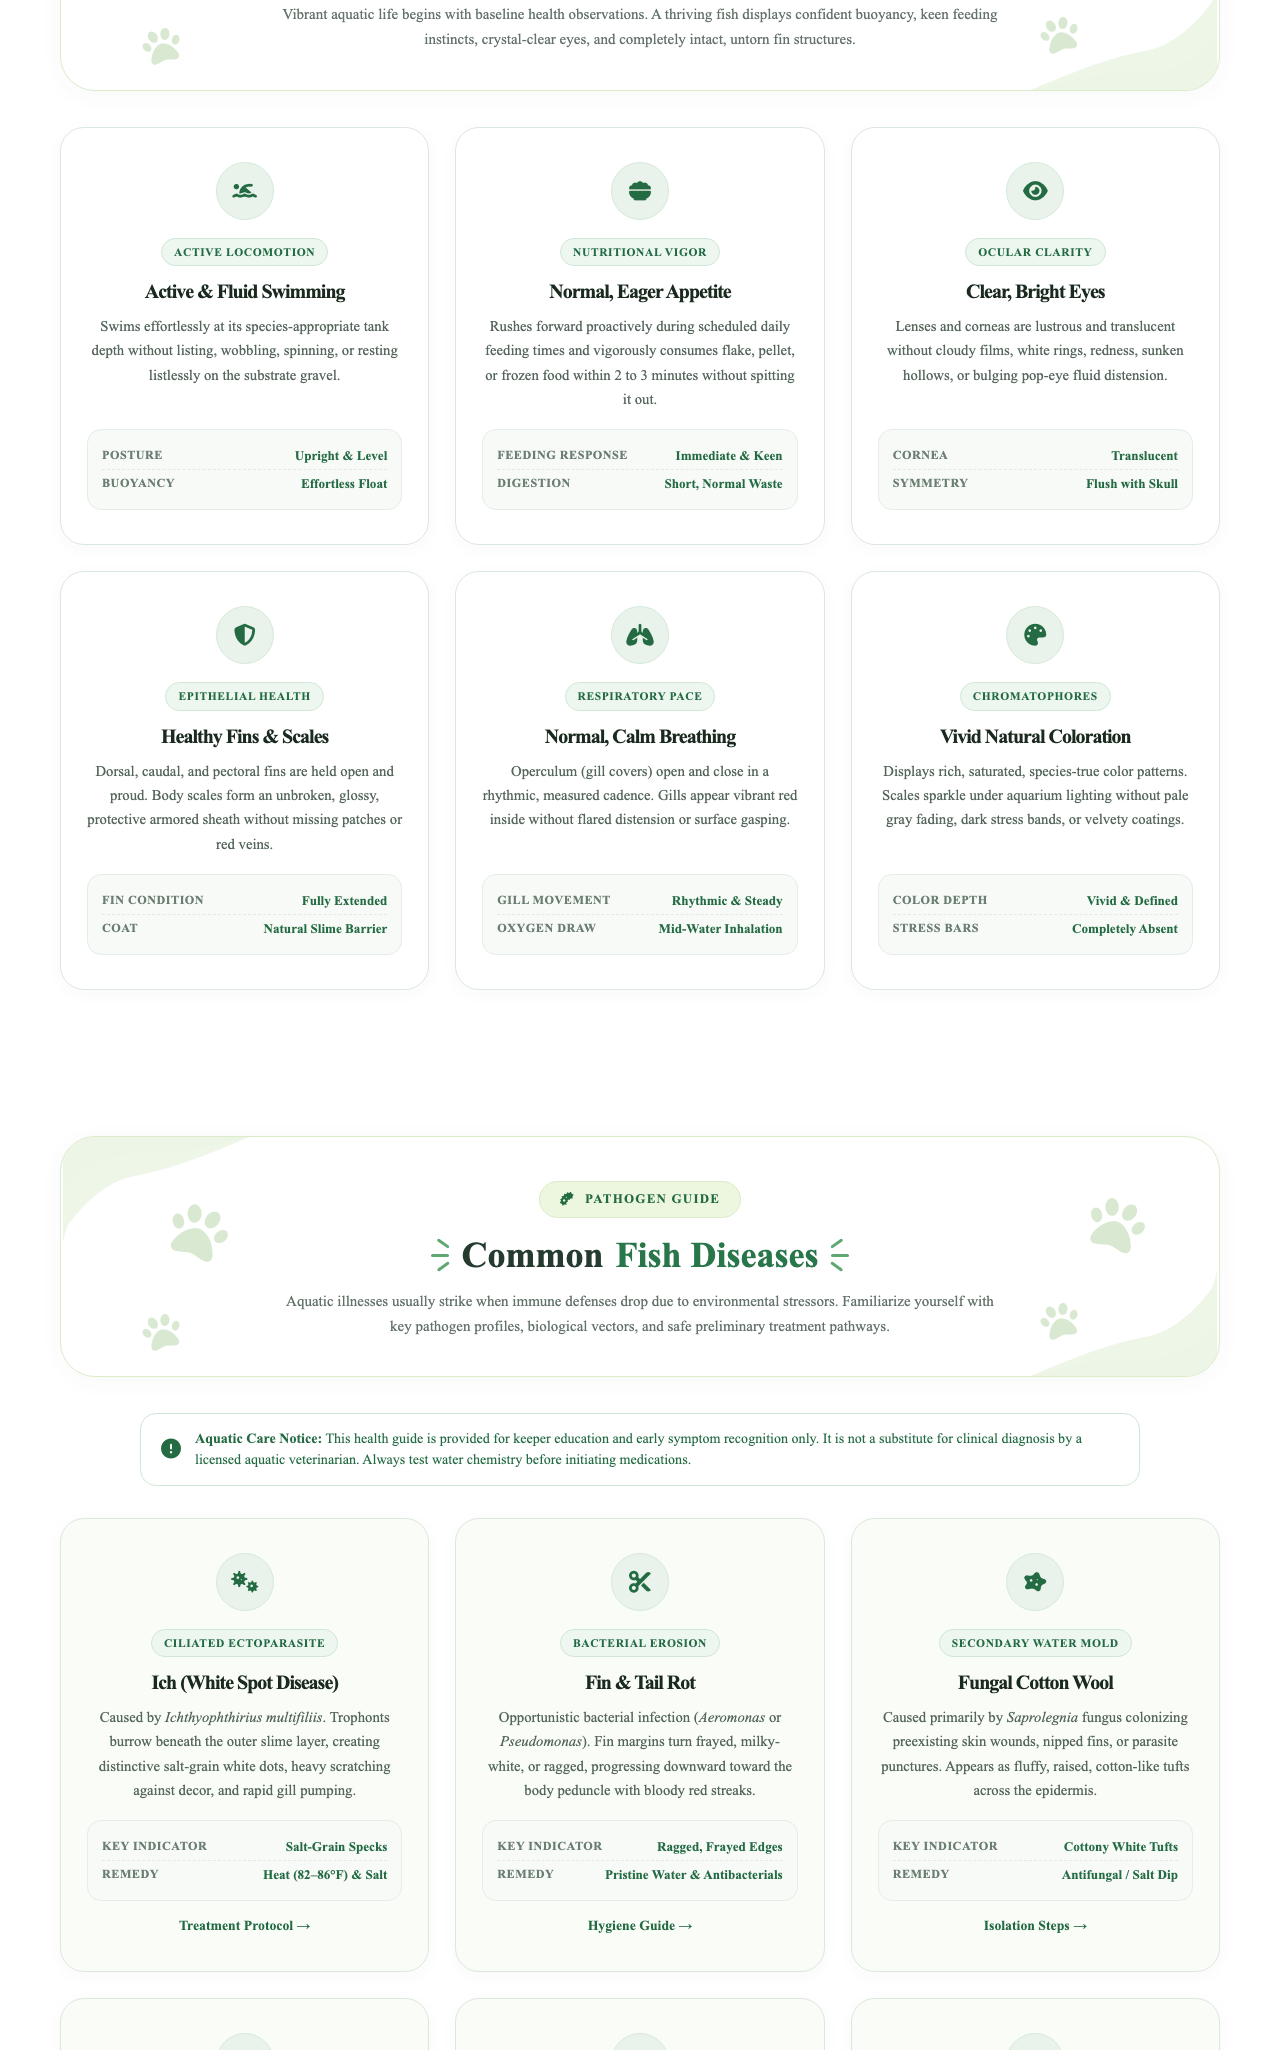 Vibrant aquatic life begins with baseline health observations. A thriving fish displays confident buoyancy, keen feeding
instincts, crystal-clear eyes, and completely intact, untorn fin structures.
ACTIVE LOCOMOTION
Active & Fluid Swimming
Swims effortlessly at its species-appropriate tank
depth without listing, wobbling, spinning, or resting
listlessly on the substrate gravel.
POSTURE Upright & Level
BUOYANCY Effortless Float
NUTRITIONAL VIGOR
Normal, Eager Appetite
Rushes forward proactively during scheduled daily
feeding times and vigorously consumes flake, pellet,
or frozen food within 2 to 3 minutes without spitting
it out.
FEEDING RESPONSE Immediate & Keen
DIGESTION Short, Normal Waste
OCULAR CLARITY
Clear, Bright Eyes
Lenses and corneas are lustrous and translucent
without cloudy films, white rings, redness, sunken
hollows, or bulging pop-eye fluid distension.
CORNEA Translucent
SYMMETRY Flush with Skull
EPITHELIAL HEALTH
Healthy Fins & Scales
Dorsal, caudal, and pectoral fins are held open and
proud. Body scales form an unbroken, glossy,
protective armored sheath without missing patches or
red veins.
FIN CONDITION Fully Extended
COAT Natural Slime Barrier
RESPIRATORY PACE
Normal, Calm Breathing
Operculum (gill covers) open and close in a
rhythmic, measured cadence. Gills appear vibrant red
inside without flared distension or surface gasping.
GILL MOVEMENT Rhythmic & Steady
OXYGEN DRAW Mid-Water Inhalation
CHROMATOPHORES
Vivid Natural Coloration
Displays rich, saturated, species-true color patterns.
Scales sparkle under aquarium lighting without pale
gray fading, dark stress bands, or velvety coatings.
COLOR DEPTH Vivid & Defined
STRESS BARS Completely Absent
PATHOGEN GUIDE
Common Fish Diseases
Aquatic illnesses usually strike when immune defenses drop due to environmental stressors. Familiarize yourself with
key pathogen profiles, biological vectors, and safe preliminary treatment pathways.
Aquatic Care Notice: This health guide is provided for keeper education and early symptom recognition only. It is not a substitute for clinical diagnosis by a
licensed aquatic veterinarian. Always test water chemistry before initiating medications.
CILIATED ECTOPARASITE
Ich (White Spot Disease)
Caused by Ichthyophthirius multifiliis. Trophonts
burrow beneath the outer slime layer, creating
distinctive salt-grain white dots, heavy scratching
against decor, and rapid gill pumping.
KEY INDICATOR Salt-Grain Specks
REMEDY Heat (82–86°F) & Salt
Treatment Protocol →
BACTERIAL EROSION
Fin & Tail Rot
Opportunistic bacterial infection (Aeromonas or
Pseudomonas). Fin margins turn frayed, milky-
white, or ragged, progressing downward toward the
body peduncle with bloody red streaks.
KEY INDICATOR Ragged, Frayed Edges
REMEDY Pristine Water & Antibacterials
Hygiene Guide →
SECONDARY WATER MOLD
Fungal Cotton Wool
Caused primarily by Saprolegnia fungus colonizing
preexisting skin wounds, nipped fins, or parasite
punctures. Appears as fluffy, raised, cotton-like tufts
across the epidermis.
KEY INDICATOR Cottony White Tufts
REMEDY Antifungal / Salt Dip
Isolation Steps →